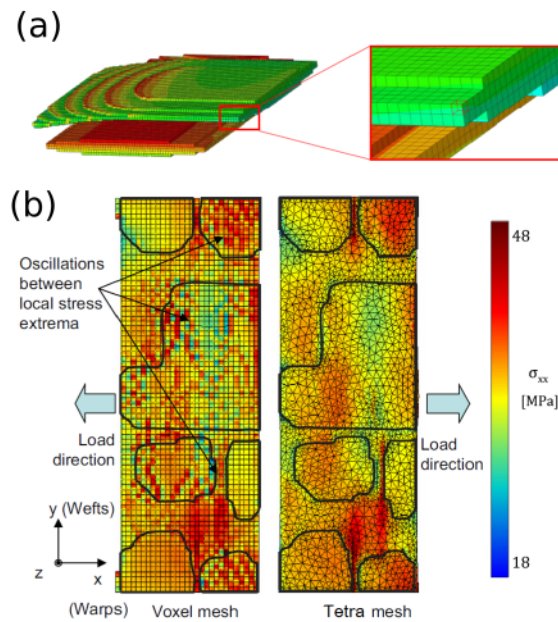 (a)
(b)
Oscillations
between
local stress
extrema
Load
direction
y (Wefts)
z
x
(Warps)
Voxel mesh
Tetra mesh
Load
direction
48
σxx
[MPa]
18